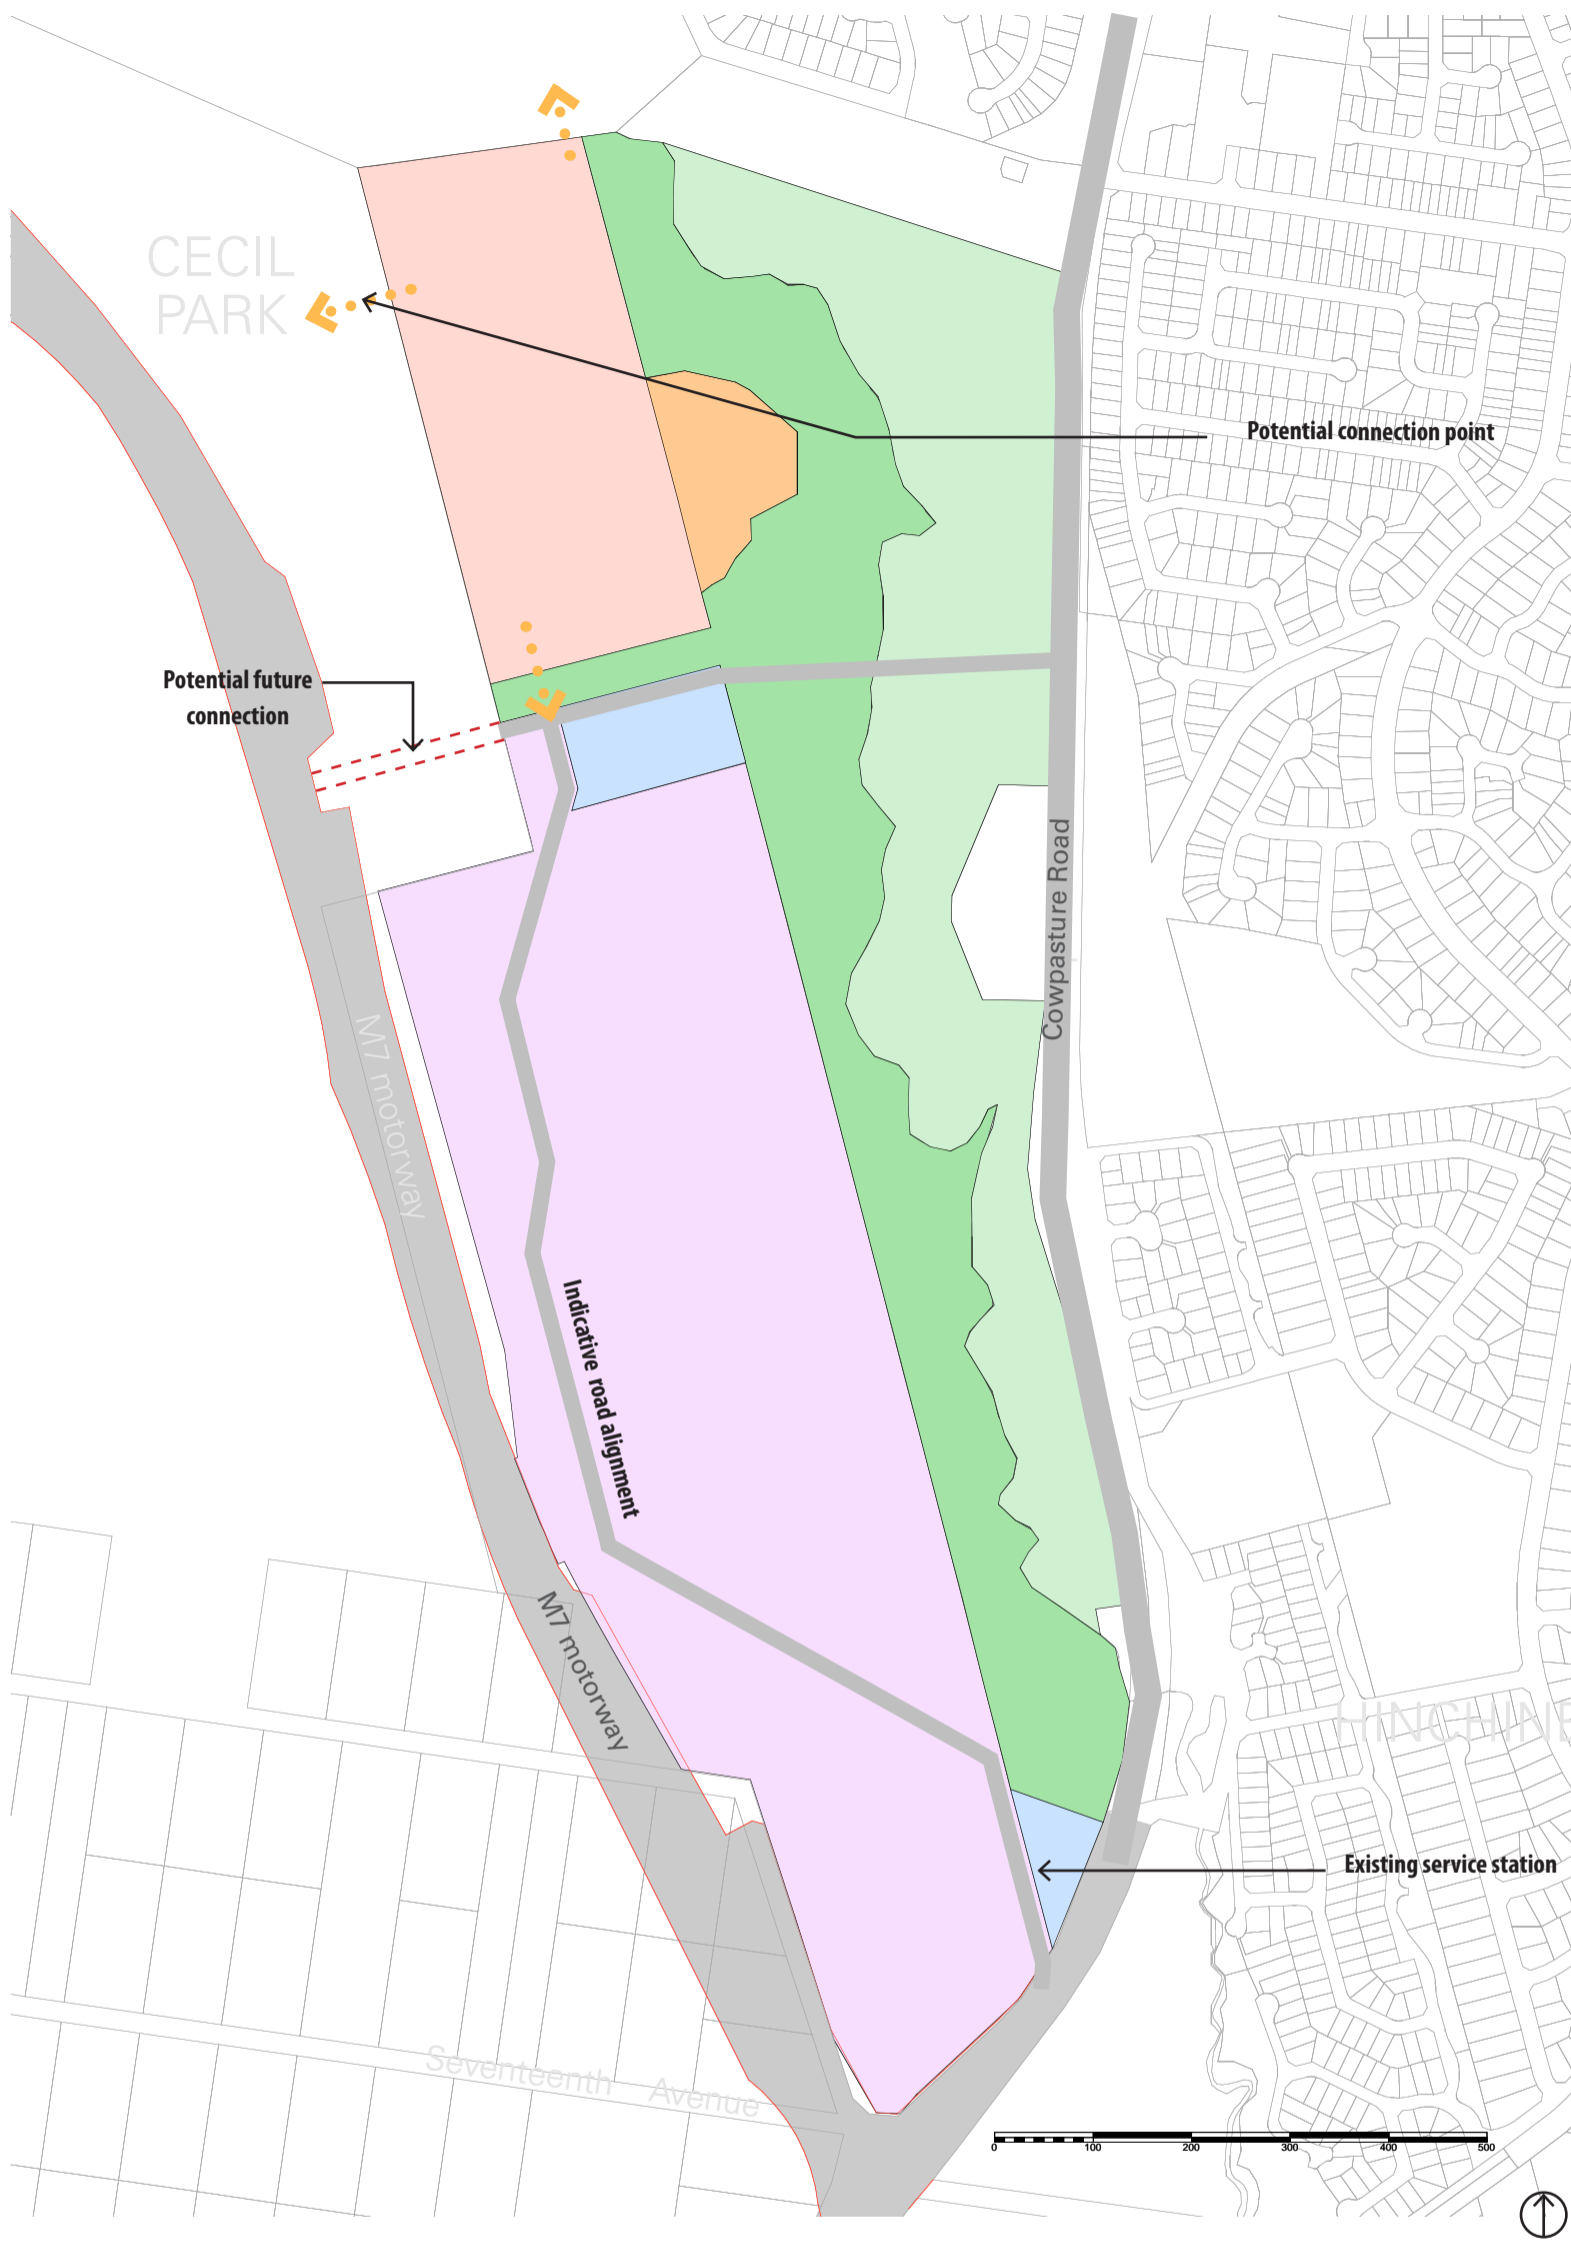 CECIL
PARK
Potential connection point
Potential future
connection
Cowpasture Road
M7 motorway
Indicative road alignment
M7 motorway
HINCHINB
Existing service station
Seventeenth Avenue
0 100 200 300 400 500